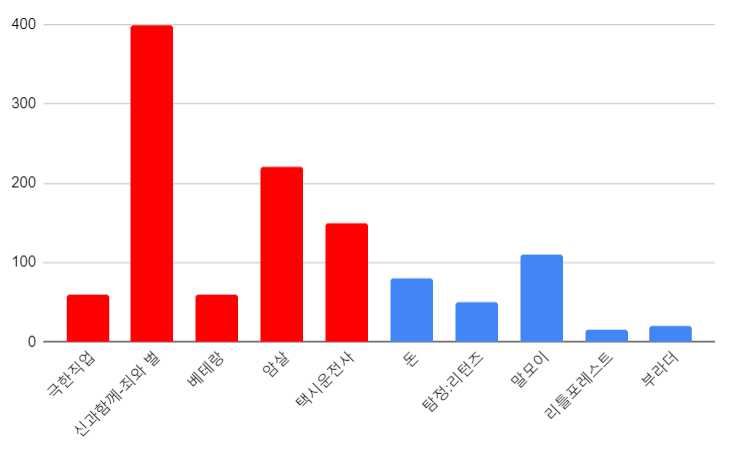 400
300
200
100
0
극한직업
신과함께-죄와 벌
베테랑
암살
택시운전사
돈
탐정:리턴즈
말모이
리틀포레스트
부라더